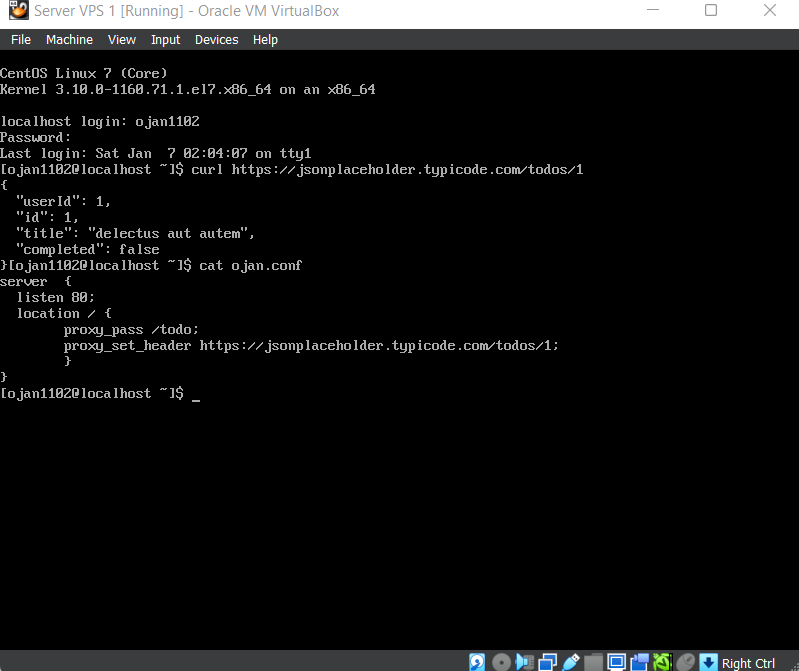 Server VPS 1 [Running] - Oracle VM VirtualBox
File Machine View Input Devices Help
CentOS Linux 7 (Core)
Kernel 3.10.0-1160.71.1.el7.x86_64 on an x86_64
localhost login: ojan1102
Password:
Last login: Sat Jan  7 02:04:07 on tty1
[ojan1102@localhost ~]$ curl https://jsonplaceholder.typicode.com/todos/1
{
  "userId": 1,
  "id": 1,
  "title": "delectus aut autem",
  "completed": false
}[ojan1102@localhost ~]$ cat ojan.conf
server  {
  listen 80;
  location / {
        proxy_pass /todo;
        proxy_set_header https://jsonplaceholder.typicode.com/todos/1;
        }
}
[ojan1102@localhost ~]$ _
Right Ctrl